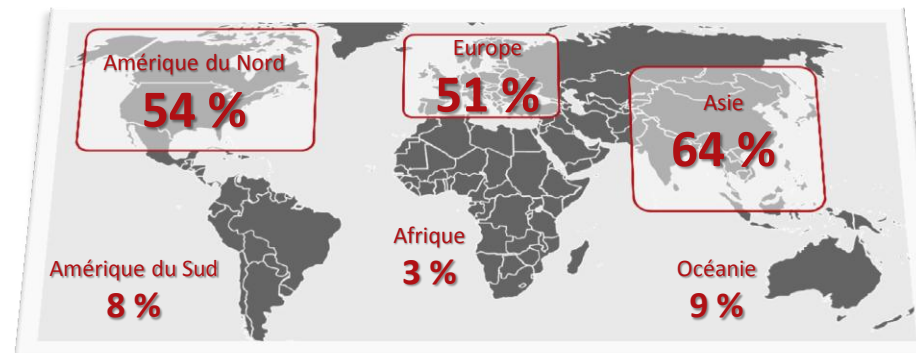 Amérique du Nord
54 %
Europe
51 %
Asie
64 %
Amérique du Sud
8 %
Afrique
3 %
Océanie
9 %